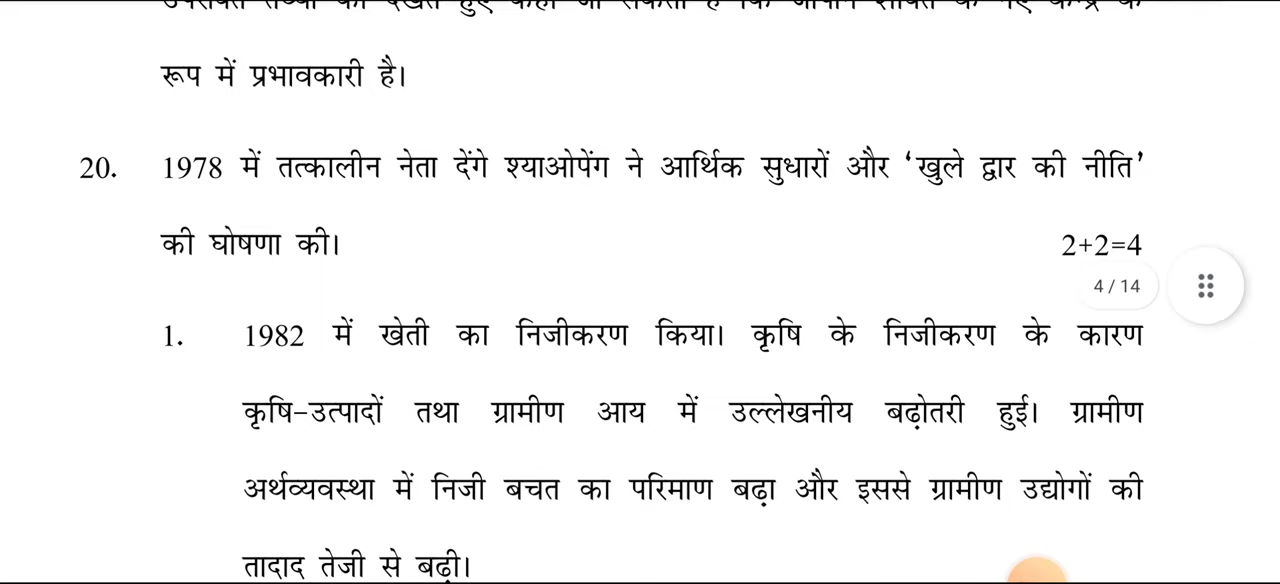 रूप में प्रभावकारी है।
20. 1978 में तत्कालीन नेता देंगे श्याओपेंग ने आर्थिक सुधारों और ‘खुले द्वार की नीति’
की घोषणा की। 2+2=4
4 / 14
1. 1982 में खेती का निजीकरण किया। कृषि के निजीकरण के कारण
कृषि-उत्पादों तथा ग्रामीण आय में उल्लेखनीय बढ़ोतरी हुई। ग्रामीण
अर्थव्यवस्था में निजी बचत का परिमाण बढ़ा और इससे ग्रामीण उद्योगों की
तादाद तेजी से बढ़ी।